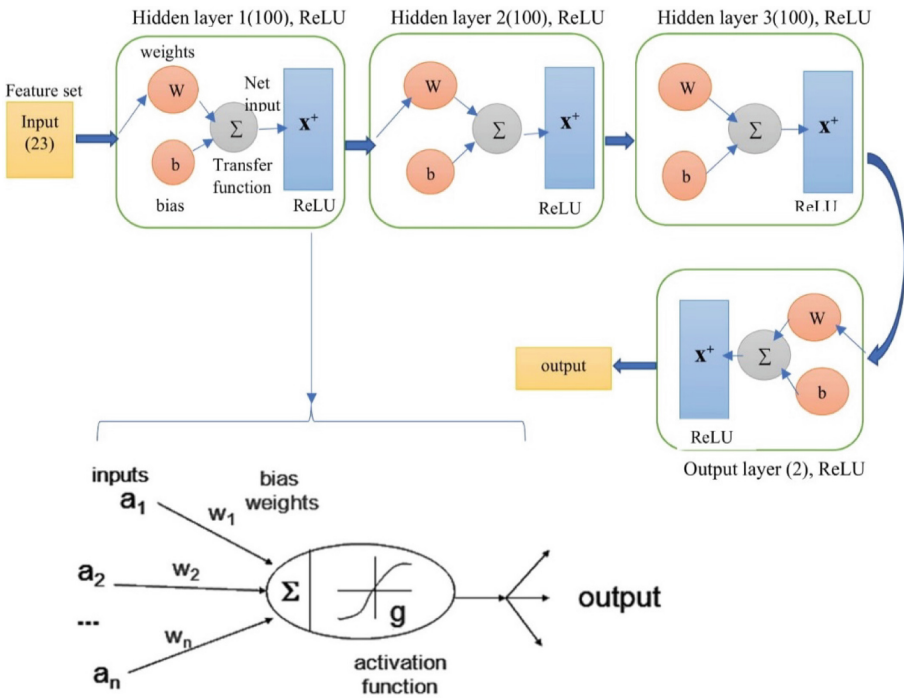 Hidden layer 1(100), ReLU
Hidden layer 2(100), ReLU
Hidden layer 3(100), ReLU
Feature set
Input
(23)
weights
W
b
bias
Net
input
Σ
Transfer
function
X⁺
ReLU
W
b
Σ
X⁺
ReLU
W
b
Σ
X⁺
ReLU
W
b
Σ
X⁺
ReLU
Output layer (2), ReLU
output
inputs
a₁
a₂
...
aₙ
w₁
w₂
wₙ
bias
weights
Σ
g
activation
function
output